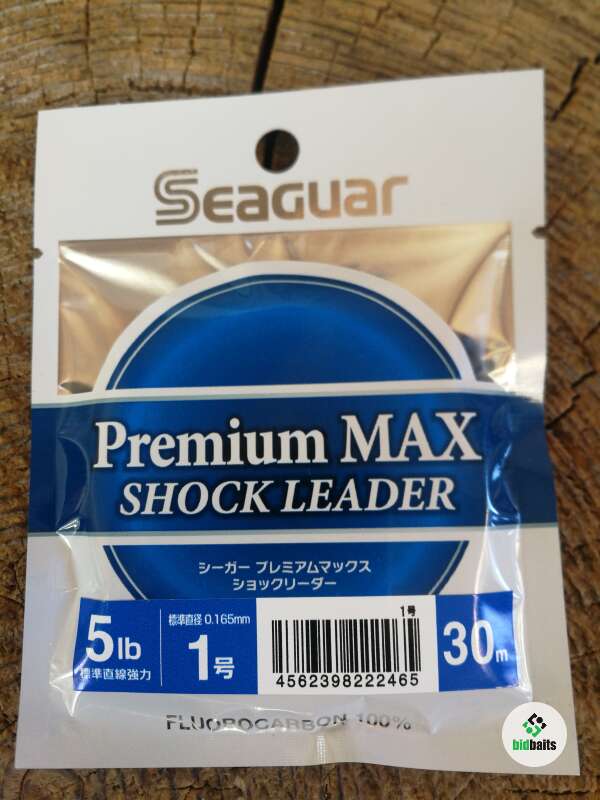 Seaguar
Premium MAX
SHOCK LEADER
シーガー プレミアムマックス
ショックリーダー
5lb
標準直線強力
標準直径 0.165mm
1号
1号
4562398222465
30m
FLUOROCARBON 100%
bidbaits